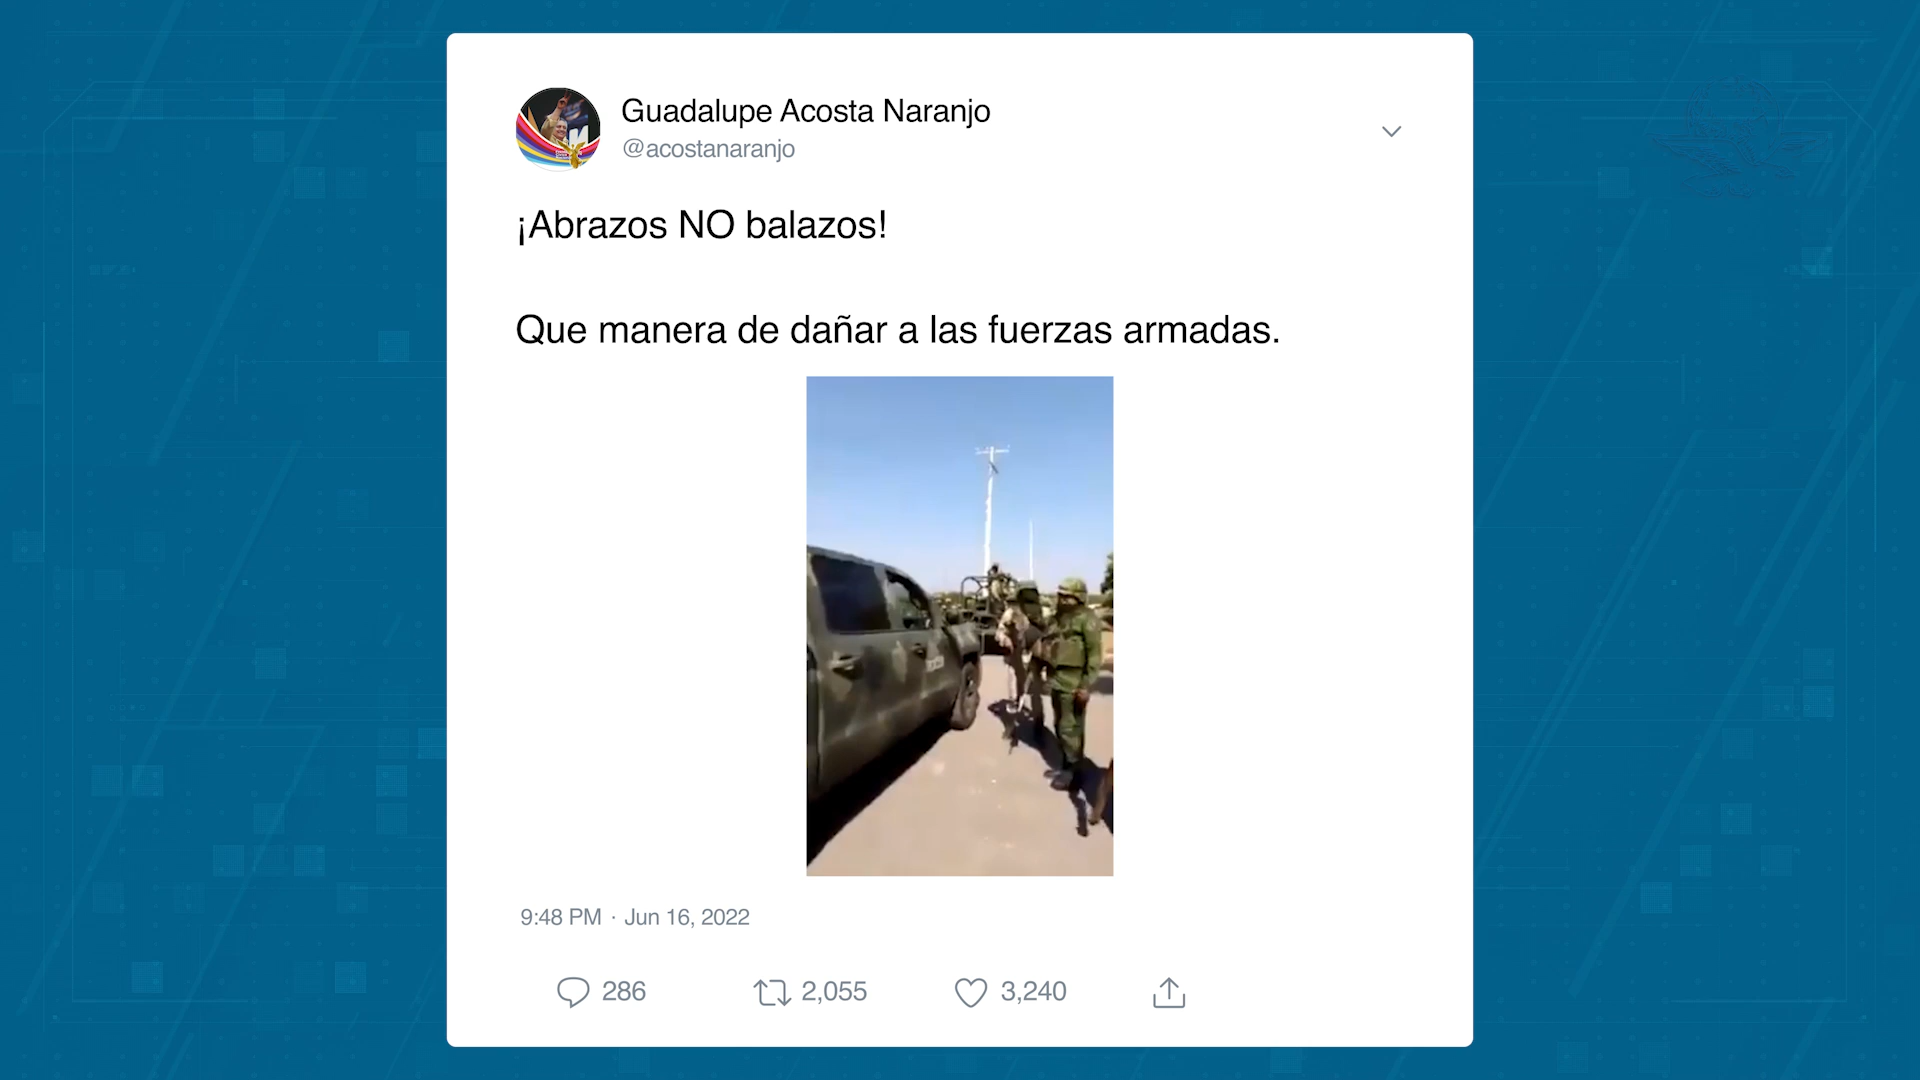 Guadalupe Acosta Naranjo
@acostanaranjo
¡Abrazos NO balazos!
Que manera de dañar a las fuerzas armadas.
9:48 PM · Jun 16, 2022
286 2,055 3,240